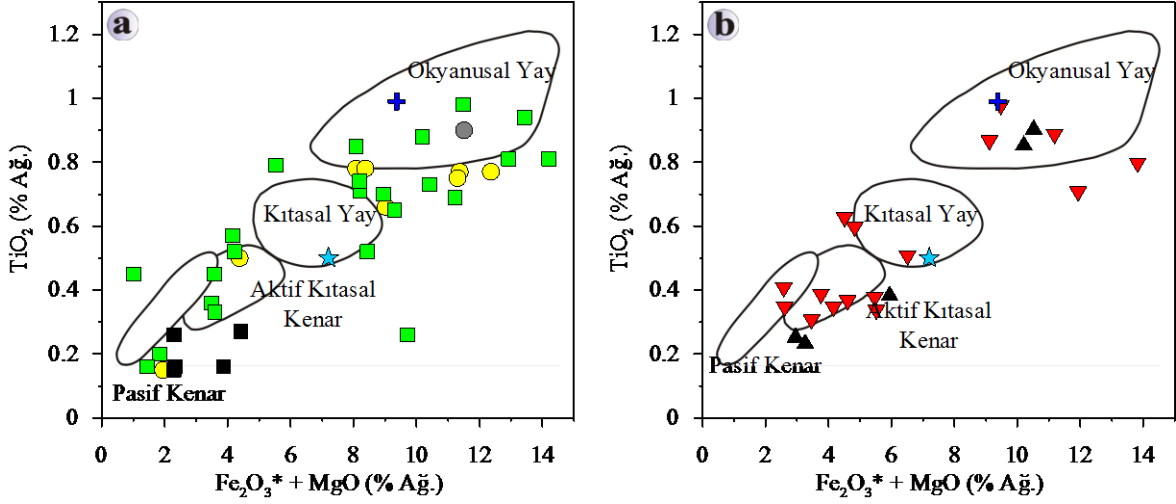 a
1.2
1
0.8
0.6
0.4
0.2
0
TiO₂ (% Ağ.)
Okyanusal Yay
Kıtasal Yay
Aktif Kıtasal
Kenar
Pasif Kenar
0 2 4 6 8 10 12 14
Fe₂O₃* + MgO (% Ağ.)
b
1.2
1
0.8
0.6
0.4
0.2
0
TiO₂ (% Ağ.)
Okyanusal Yay
Kıtasal Yay
Aktif Kıtasal
Kenar
Pasif Kenar
0 2 4 6 8 10 12 14
Fe₂O₃* + MgO (% Ağ.)